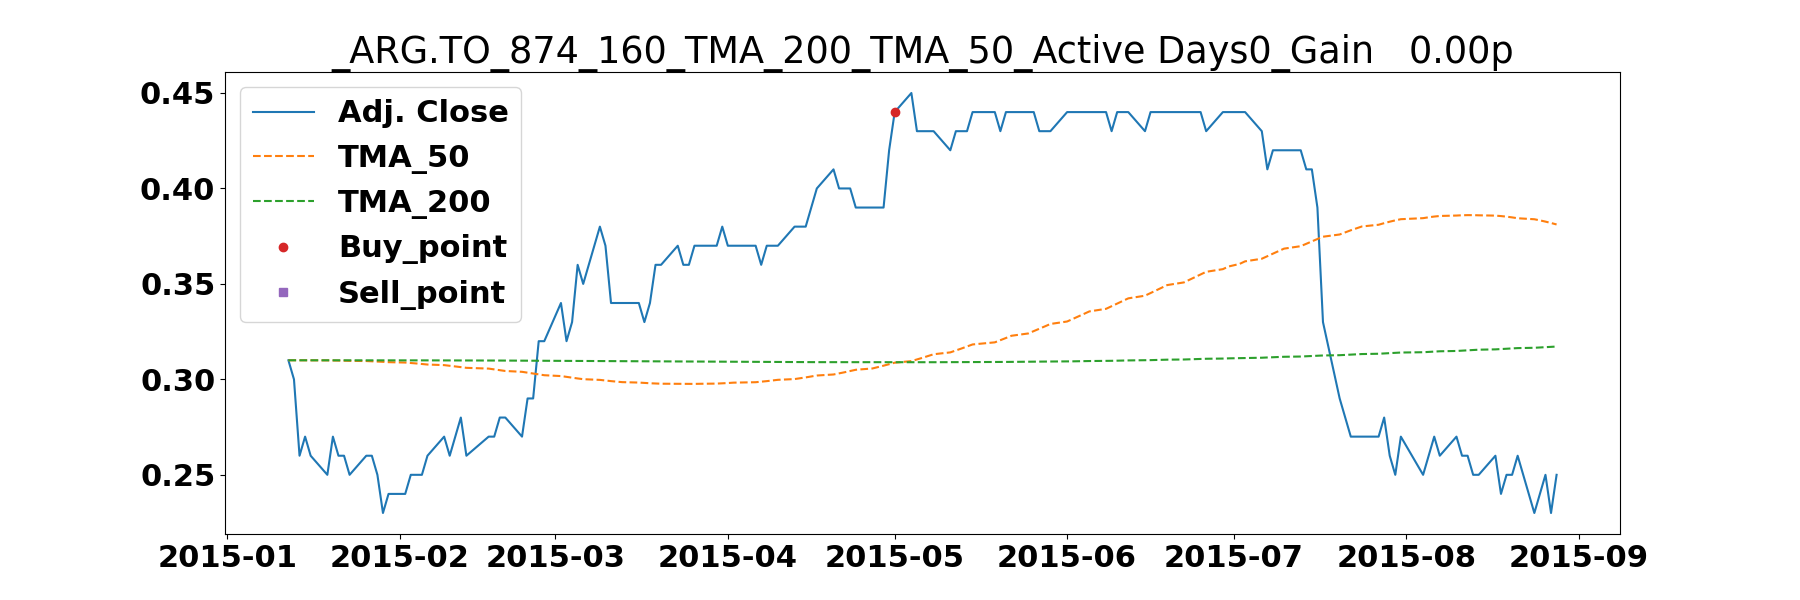 _ARG.TO_874_160_TMA_200_TMA_50_Active Days0_Gain   0.00p
0.45
0.40
0.35
0.30
0.25
Adj. Close
TMA_50
TMA_200
Buy_point
Sell_point
2015-01 2015-02 2015-03 2015-04 2015-05 2015-06 2015-07 2015-08 2015-09